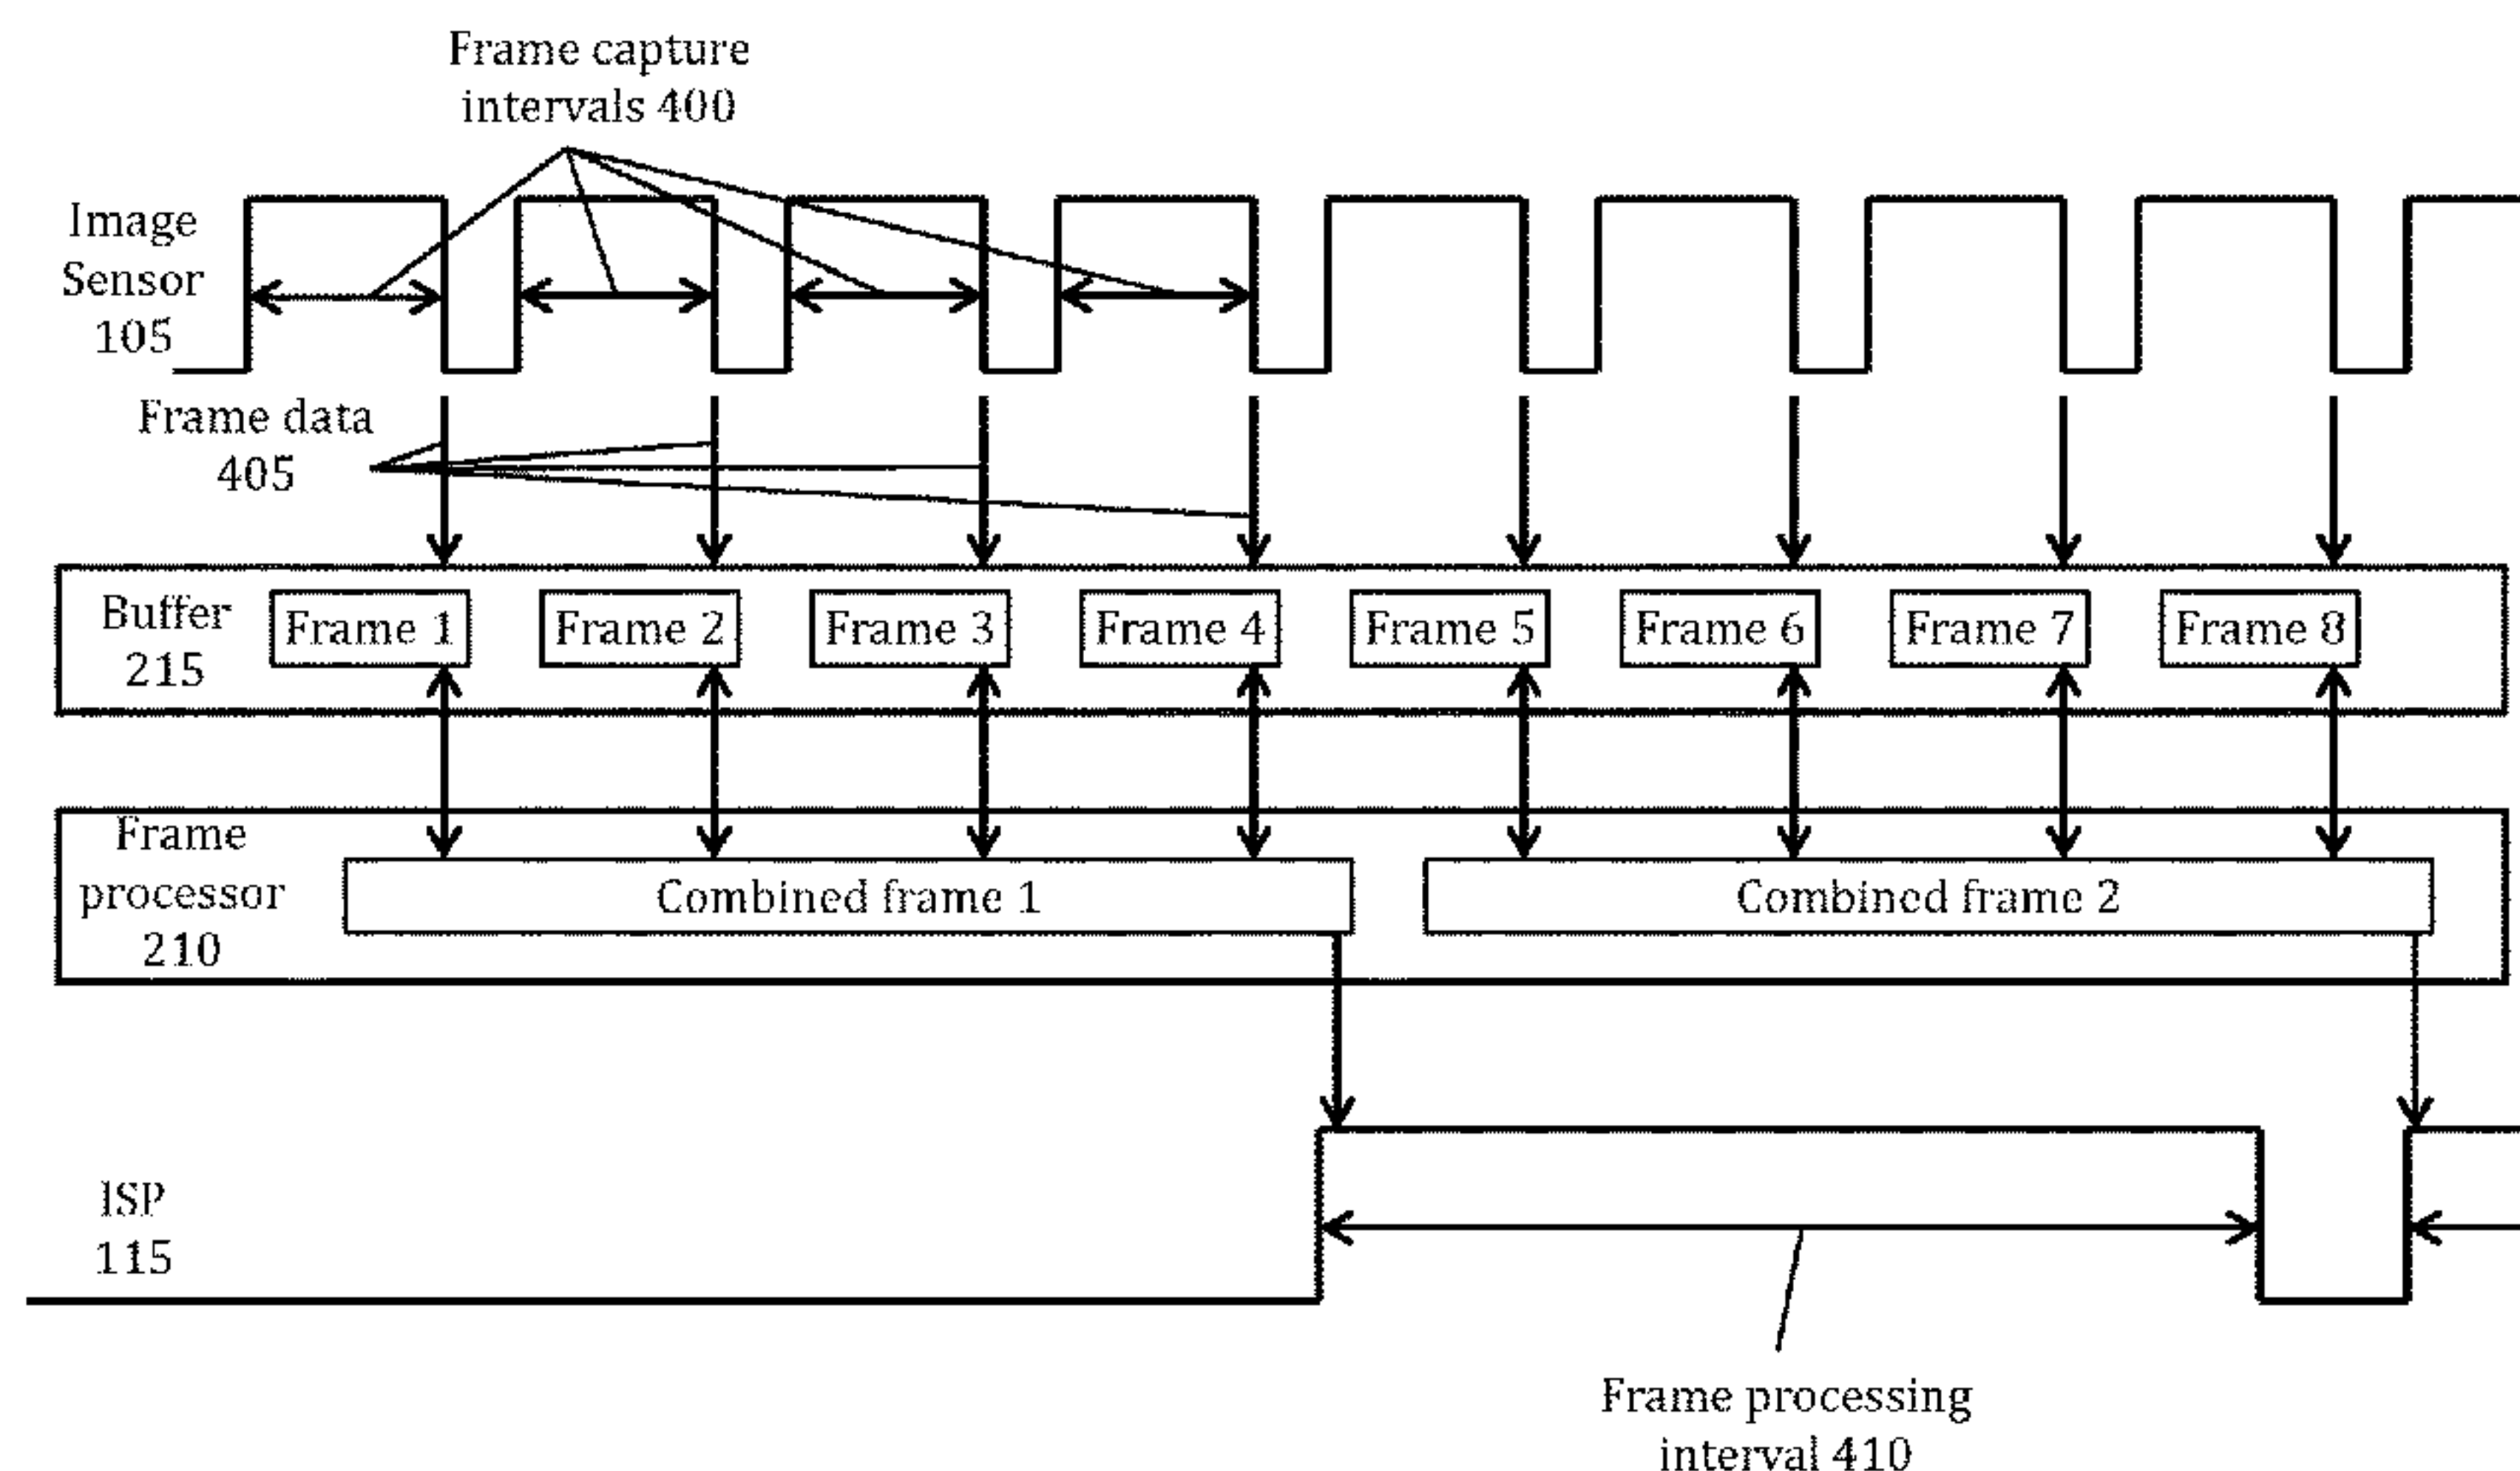 Frame capture
intervals 400
Image
Sensor
105
Frame data
405
Buffer
215
Frame 1
Frame 2
Frame 3
Frame 4
Frame 5
Frame 6
Frame 7
Frame 8
Frame
processor
210
Combined frame 1
Combined frame 2
ISP
115
Frame processing
interval 410